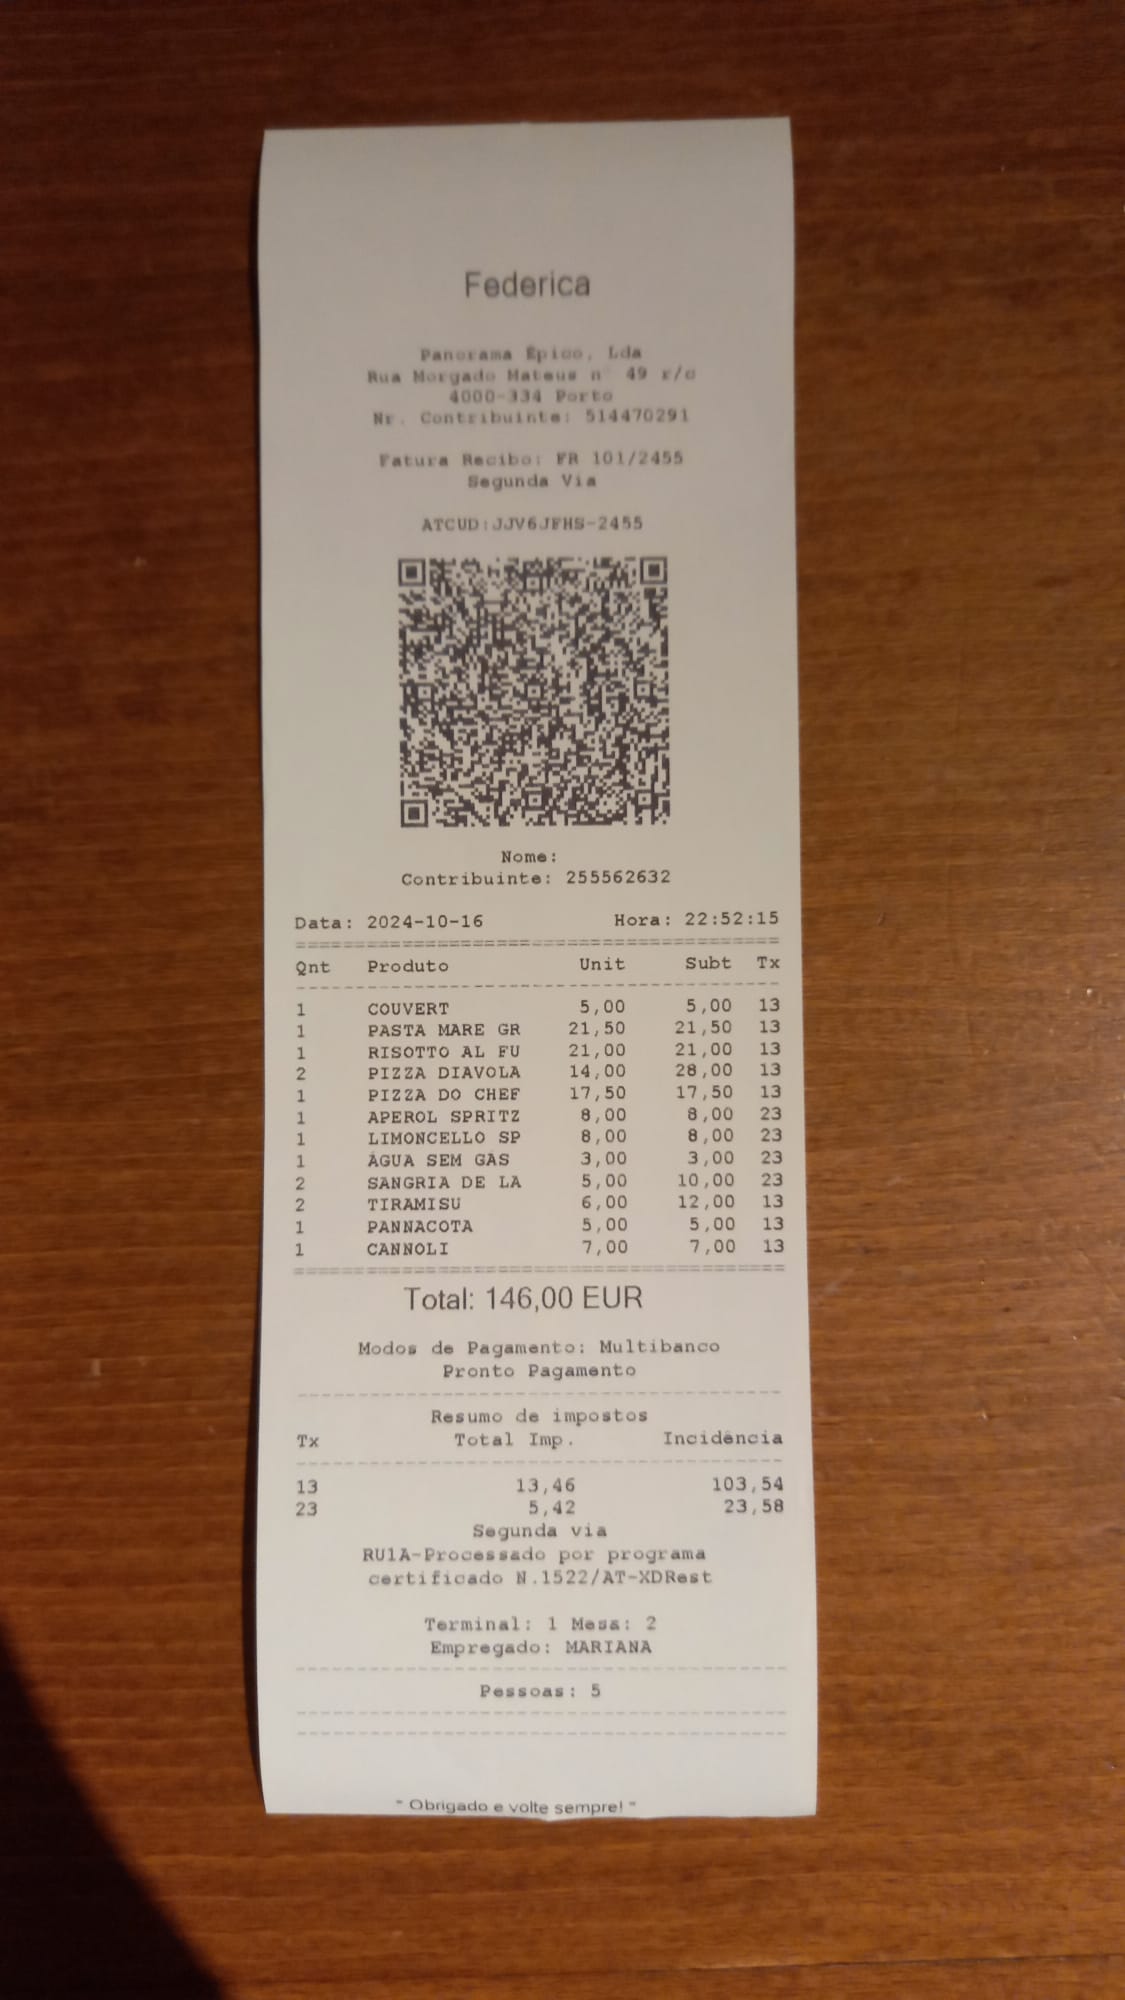 Federica
Panorama Épico, Lda
Rua Morgado Mateus nº 49 r/c
4000-334 Porto
Nr. Contribuinte: 514470291
Fatura Recibo: FR 101/2455
Segunda Via
ATCUD:JJV6JFHS-2455
Nome:
Contribuinte: 255562632
Data: 2024-10-16 Hora: 22:52:15
Qnt Produto Unit Subt Tx
1 COUVERT 5,00 5,00 13
1 PASTA MARE GR 21,50 21,50 13
1 RISOTTO AL FU 21,00 21,00 13
2 PIZZA DIAVOLA 14,00 28,00 13
1 PIZZA DO CHEF 17,50 17,50 13
1 APEROL SPRITZ 8,00 8,00 23
1 LIMONCELLO SP 8,00 8,00 23
1 ÁGUA SEM GÁS 3,00 3,00 23
2 SANGRIA DE LA 5,00 10,00 23
2 TIRAMISU 6,00 12,00 13
1 PANNACOTA 5,00 5,00 13
1 CANNOLI 7,00 7,00 13
Total: 146,00 EUR
Modos de Pagamento: Multibanco
Pronto Pagamento
Resumo de impostos
Tx Total Imp. Incidência
13 13,46 103,54
23 5,42 23,58
Segunda via
RU1A-Processado por programa
certificado N.1522/AT-XDRest
Terminal: 1 Mesa: 2
Empregado: MARIANA
Pessoas: 5
" Obrigado e volte sempre! "